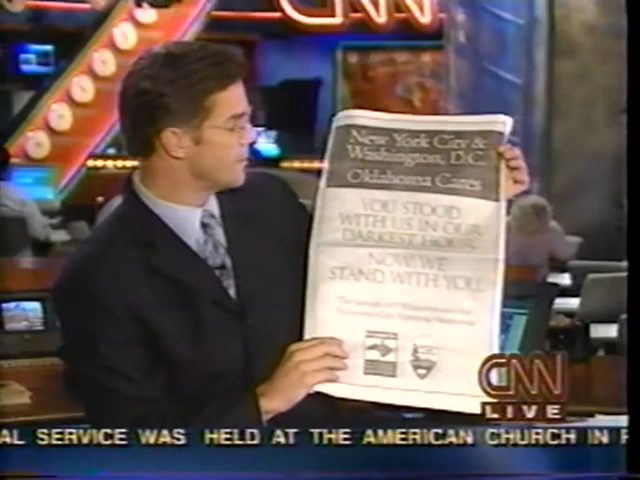 CNN
New York City &
Washington, D.C.
Oklahoma Cares
YOU STOOD
WITH US IN OUR
DARKEST HOUR
NOW WE
STAND WITH YOU
CNN
LIVE
AL SERVICE WAS HELD AT THE AMERICAN CHURCH IN